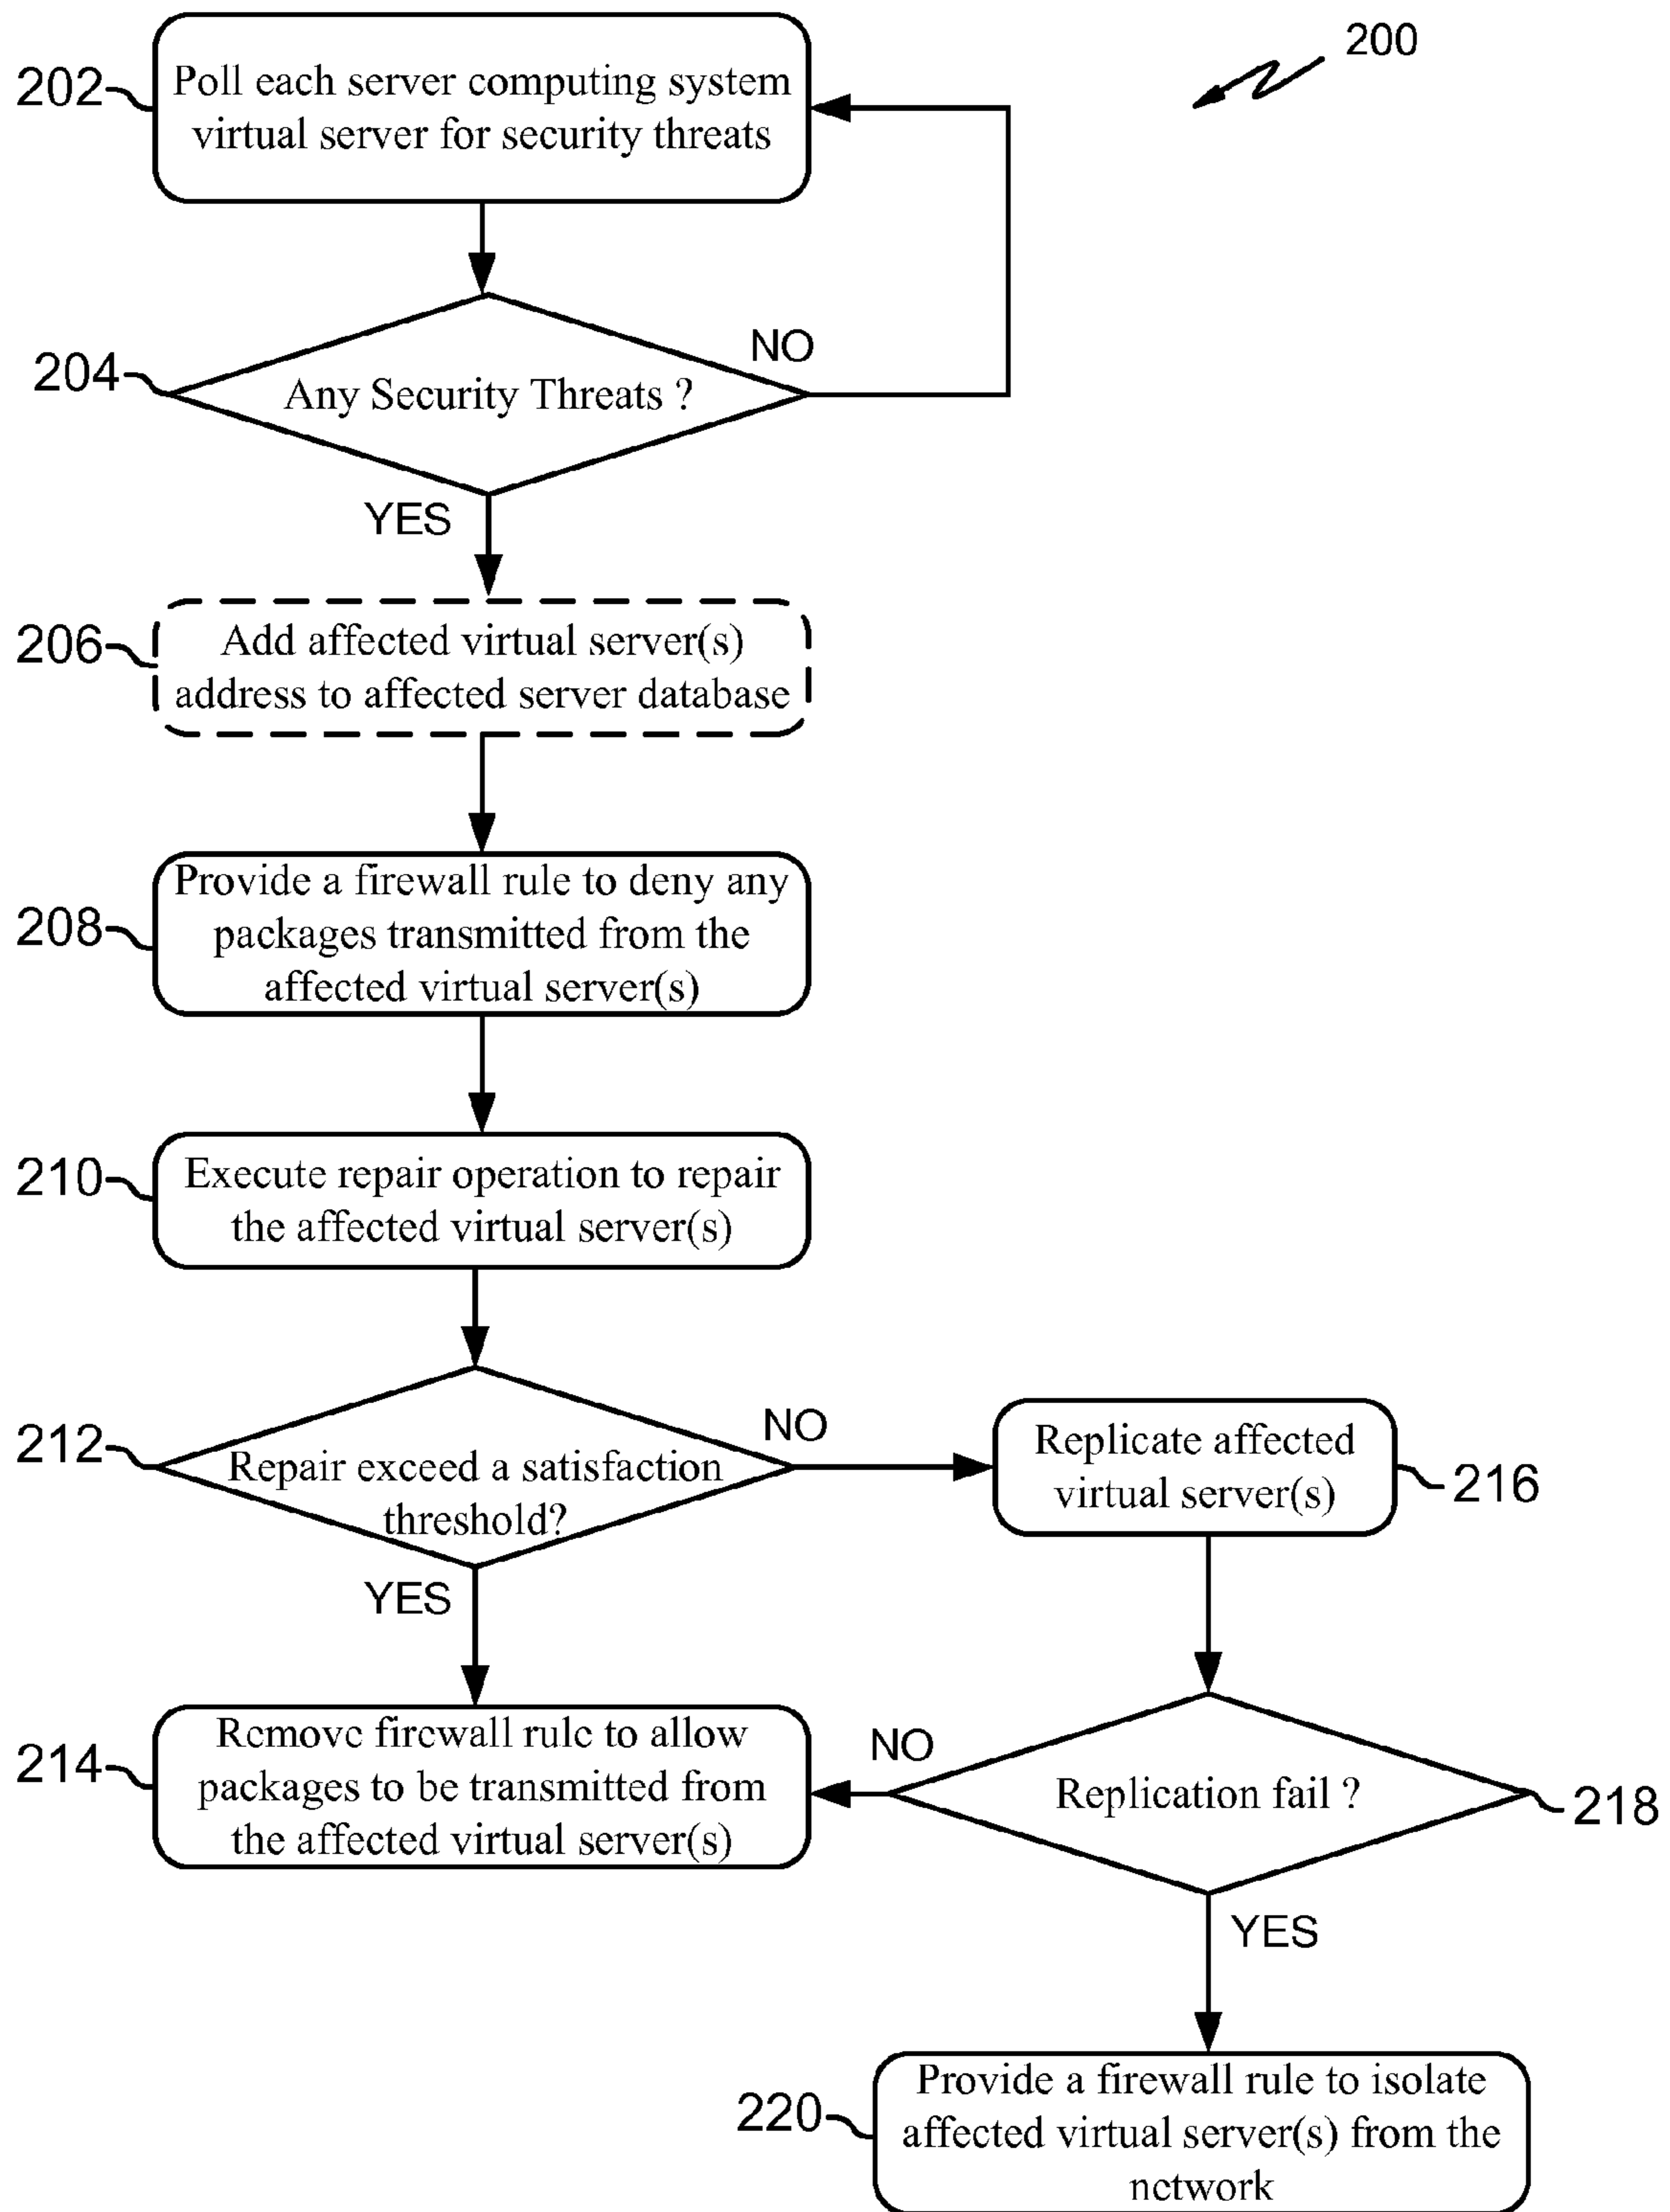 200
202
Poll each server computing system
virtual server for security threats
204
Any Security Threats ?
NO
YES
206
Add affected virtual server(s)
address to affected server database
208
Provide a firewall rule to deny any
packages transmitted from the
affected virtual server(s)
210
Execute repair operation to repair
the affected virtual server(s)
212
Repair exceed a satisfaction
threshold?
NO
YES
Replicate affected
virtual server(s)
216
214
Remove firewall rule to allow
packages to be transmitted from
the affected virtual server(s)
NO
Replication fail ?
218
YES
220
Provide a firewall rule to isolate
affected virtual server(s) from the
network